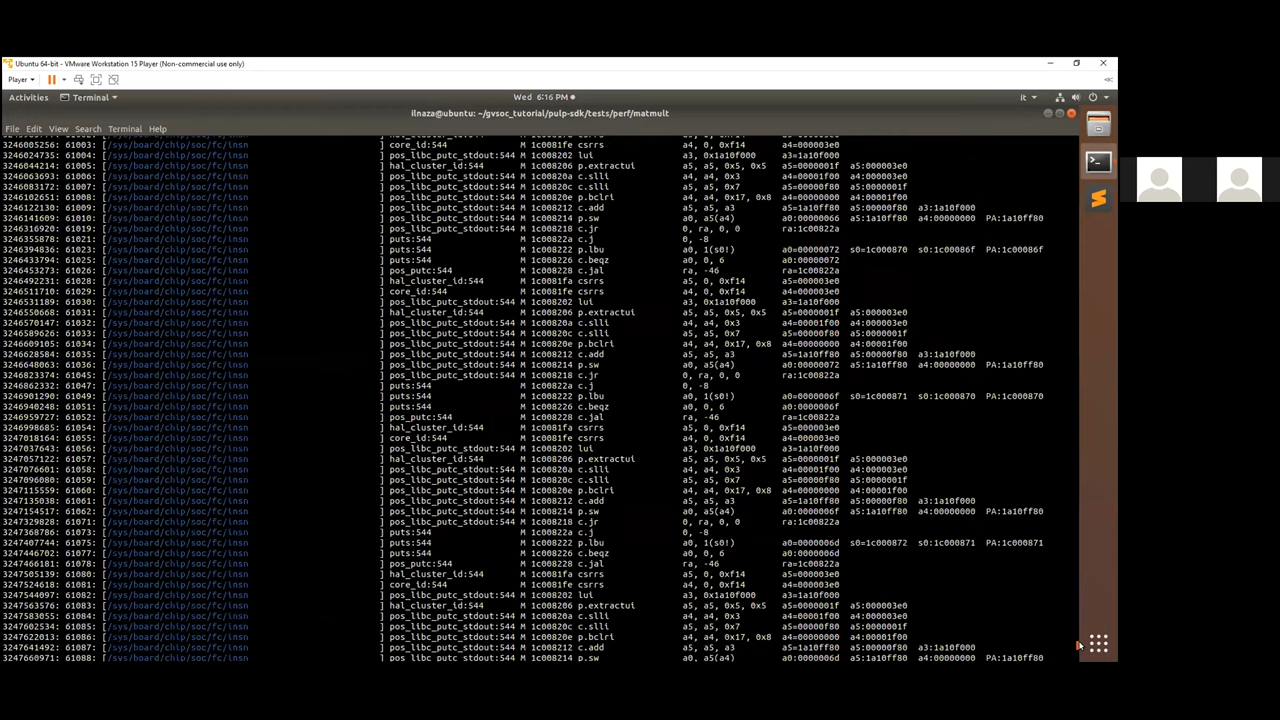 Ubuntu 64-bit - VMware Workstation 15 Player (Non-commercial use only)
Player
Activities Terminal Wed 6:16 PM it
ilnaza@ubuntu: ~/gvsoc_tutorial/pulp-sdk/tests/perf/matmult
File Edit View Search Terminal Help
3246005256: 61003: [/sys/board/chip/soc/fc/insn ] core_id:544 M 1c0081fe csrrs a4, 0, 0xf14 a4=000003e0
3246024735: 61004: [/sys/board/chip/soc/fc/insn ] pos_libc_putc_stdout:544 M 1c008202 lui a3, 0x1a10f000 a3=1a10f000
3246044214: 61005: [/sys/board/chip/soc/fc/insn ] hal_cluster_id:544 M 1c008206 p.extractui a5, a5, 0x5, 0x5 a5=0000001f a5:000003e0
3246063693: 61006: [/sys/board/chip/soc/fc/insn ] pos_libc_putc_stdout:544 M 1c00820a c.slli a4, a4, 0x3 a4=00001f00 a4:000003e0
3246083172: 61007: [/sys/board/chip/soc/fc/insn ] pos_libc_putc_stdout:544 M 1c00820c c.slli a5, a5, 0x7 a5=00000f80 a5:0000001f
3246102651: 61008: [/sys/board/chip/soc/fc/insn ] pos_libc_putc_stdout:544 M 1c00820e p.bclri a4, a4, 0x17, 0x8 a4=00000000 a4:00001f00
3246122130: 61009: [/sys/board/chip/soc/fc/insn ] pos_libc_putc_stdout:544 M 1c008212 c.add a5, a5, a3 a5=1a10ff80 a5:00000f80 a3:1a10f000
3246141609: 61010: [/sys/board/chip/soc/fc/insn ] pos_libc_putc_stdout:544 M 1c008214 p.sw a0, a5(a4) a0:00000066 a5:1a10ff80 a4:00000000 PA:1a10ff80
3246316920: 61019: [/sys/board/chip/soc/fc/insn ] pos_libc_putc_stdout:544 M 1c008218 c.jr 0, ra, 0, 0 ra:1c00822a
3246355878: 61021: [/sys/board/chip/soc/fc/insn ] puts:544 M 1c00822a c.j 0, -8
3246394836: 61023: [/sys/board/chip/soc/fc/insn ] puts:544 M 1c008222 p.lbu a0, 1(s0!) a0=00000072 s0=1c000870 s0:1c00086f PA:1c00086f
3246433794: 61025: [/sys/board/chip/soc/fc/insn ] puts:544 M 1c008226 c.beqz a0, 0, 6 a0:00000072
3246453273: 61026: [/sys/board/chip/soc/fc/insn ] pos_putc:544 M 1c008228 c.jal ra, -46 ra=1c00822a
3246492231: 61028: [/sys/board/chip/soc/fc/insn ] hal_cluster_id:544 M 1c0081fa csrrs a5, 0, 0xf14 a5=000003e0
3246511710: 61029: [/sys/board/chip/soc/fc/insn ] core_id:544 M 1c0081fe csrrs a4, 0, 0xf14 a4=000003e0
3246531189: 61030: [/sys/board/chip/soc/fc/insn ] pos_libc_putc_stdout:544 M 1c008202 lui a3, 0x1a10f000 a3=1a10f000
3246550668: 61031: [/sys/board/chip/soc/fc/insn ] hal_cluster_id:544 M 1c008206 p.extractui a5, a5, 0x5, 0x5 a5=0000001f a5:000003e0
3246570147: 61032: [/sys/board/chip/soc/fc/insn ] pos_libc_putc_stdout:544 M 1c00820a c.slli a4, a4, 0x3 a4=00001f00 a4:000003e0
3246589626: 61033: [/sys/board/chip/soc/fc/insn ] pos_libc_putc_stdout:544 M 1c00820c c.slli a5, a5, 0x7 a5=00000f80 a5:0000001f
3246609105: 61034: [/sys/board/chip/soc/fc/insn ] pos_libc_putc_stdout:544 M 1c00820e p.bclri a4, a4, 0x17, 0x8 a4=00000000 a4:00001f00
3246628584: 61035: [/sys/board/chip/soc/fc/insn ] pos_libc_putc_stdout:544 M 1c008212 c.add a5, a5, a3 a5=1a10ff80 a5:00000f80 a3:1a10f000
3246648063: 61036: [/sys/board/chip/soc/fc/insn ] pos_libc_putc_stdout:544 M 1c008214 p.sw a0, a5(a4) a0:00000072 a5:1a10ff80 a4:00000000 PA:1a10ff80
3246823374: 61045: [/sys/board/chip/soc/fc/insn ] pos_libc_putc_stdout:544 M 1c008218 c.jr 0, ra, 0, 0 ra:1c00822a
3246862332: 61047: [/sys/board/chip/soc/fc/insn ] puts:544 M 1c00822a c.j 0, -8
3246901290: 61049: [/sys/board/chip/soc/fc/insn ] puts:544 M 1c008222 p.lbu a0, 1(s0!) a0=0000006f s0=1c000871 s0:1c000870 PA:1c000870
3246940248: 61051: [/sys/board/chip/soc/fc/insn ] puts:544 M 1c008226 c.beqz a0, 0, 6 a0:0000006f
3246959727: 61052: [/sys/board/chip/soc/fc/insn ] pos_putc:544 M 1c008228 c.jal ra, -46 ra=1c00822a
3246998685: 61054: [/sys/board/chip/soc/fc/insn ] hal_cluster_id:544 M 1c0081fa csrrs a5, 0, 0xf14 a5=000003e0
3247018164: 61055: [/sys/board/chip/soc/fc/insn ] core_id:544 M 1c0081fe csrrs a4, 0, 0xf14 a4=000003e0
3247037643: 61056: [/sys/board/chip/soc/fc/insn ] pos_libc_putc_stdout:544 M 1c008202 lui a3, 0x1a10f000 a3=1a10f000
3247057122: 61057: [/sys/board/chip/soc/fc/insn ] hal_cluster_id:544 M 1c008206 p.extractui a5, a5, 0x5, 0x5 a5=0000001f a5:000003e0
3247076601: 61058: [/sys/board/chip/soc/fc/insn ] pos_libc_putc_stdout:544 M 1c00820a c.slli a4, a4, 0x3 a4=00001f00 a4:000003e0
3247096080: 61059: [/sys/board/chip/soc/fc/insn ] pos_libc_putc_stdout:544 M 1c00820c c.slli a5, a5, 0x7 a5=00000f80 a5:0000001f
3247115559: 61060: [/sys/board/chip/soc/fc/insn ] pos_libc_putc_stdout:544 M 1c00820e p.bclri a4, a4, 0x17, 0x8 a4=00000000 a4:00001f00
3247135038: 61061: [/sys/board/chip/soc/fc/insn ] pos_libc_putc_stdout:544 M 1c008212 c.add a5, a5, a3 a5=1a10ff80 a5:00000f80 a3:1a10f000
3247154517: 61062: [/sys/board/chip/soc/fc/insn ] pos_libc_putc_stdout:544 M 1c008214 p.sw a0, a5(a4) a0:0000006f a5:1a10ff80 a4:00000000 PA:1a10ff80
3247329828: 61071: [/sys/board/chip/soc/fc/insn ] pos_libc_putc_stdout:544 M 1c008218 c.jr 0, ra, 0, 0 ra:1c00822a
3247368786: 61073: [/sys/board/chip/soc/fc/insn ] puts:544 M 1c00822a c.j 0, -8
3247407744: 61075: [/sys/board/chip/soc/fc/insn ] puts:544 M 1c008222 p.lbu a0, 1(s0!) a0=0000006d s0=1c000872 s0:1c000871 PA:1c000871
3247446702: 61077: [/sys/board/chip/soc/fc/insn ] puts:544 M 1c008226 c.beqz a0, 0, 6 a0:0000006d
3247466181: 61078: [/sys/board/chip/soc/fc/insn ] pos_putc:544 M 1c008228 c.jal ra, -46 ra=1c00822a
3247505139: 61080: [/sys/board/chip/soc/fc/insn ] hal_cluster_id:544 M 1c0081fa csrrs a5, 0, 0xf14 a5=000003e0
3247524618: 61081: [/sys/board/chip/soc/fc/insn ] core_id:544 M 1c0081fe csrrs a4, 0, 0xf14 a4=000003e0
3247544097: 61082: [/sys/board/chip/soc/fc/insn ] pos_libc_putc_stdout:544 M 1c008202 lui a3, 0x1a10f000 a3=1a10f000
3247563576: 61083: [/sys/board/chip/soc/fc/insn ] hal_cluster_id:544 M 1c008206 p.extractui a5, a5, 0x5, 0x5 a5=0000001f a5:000003e0
3247583055: 61084: [/sys/board/chip/soc/fc/insn ] pos_libc_putc_stdout:544 M 1c00820a c.slli a4, a4, 0x3 a4=00001f00 a4:000003e0
3247602534: 61085: [/sys/board/chip/soc/fc/insn ] pos_libc_putc_stdout:544 M 1c00820c c.slli a5, a5, 0x7 a5=00000f80 a5:0000001f
3247622013: 61086: [/sys/board/chip/soc/fc/insn ] pos_libc_putc_stdout:544 M 1c00820e p.bclri a4, a4, 0x17, 0x8 a4=00000000 a4:00001f00
3247641492: 61087: [/sys/board/chip/soc/fc/insn ] pos_libc_putc_stdout:544 M 1c008212 c.add a5, a5, a3 a5=1a10ff80 a5:00000f80 a3:1a10f000
3247660971: 61088: [/sys/board/chip/soc/fc/insn ] pos_libc_putc_stdout:544 M 1c008214 p.sw a0, a5(a4) a0:0000006d a5:1a10ff80 a4:00000000 PA:1a10ff80